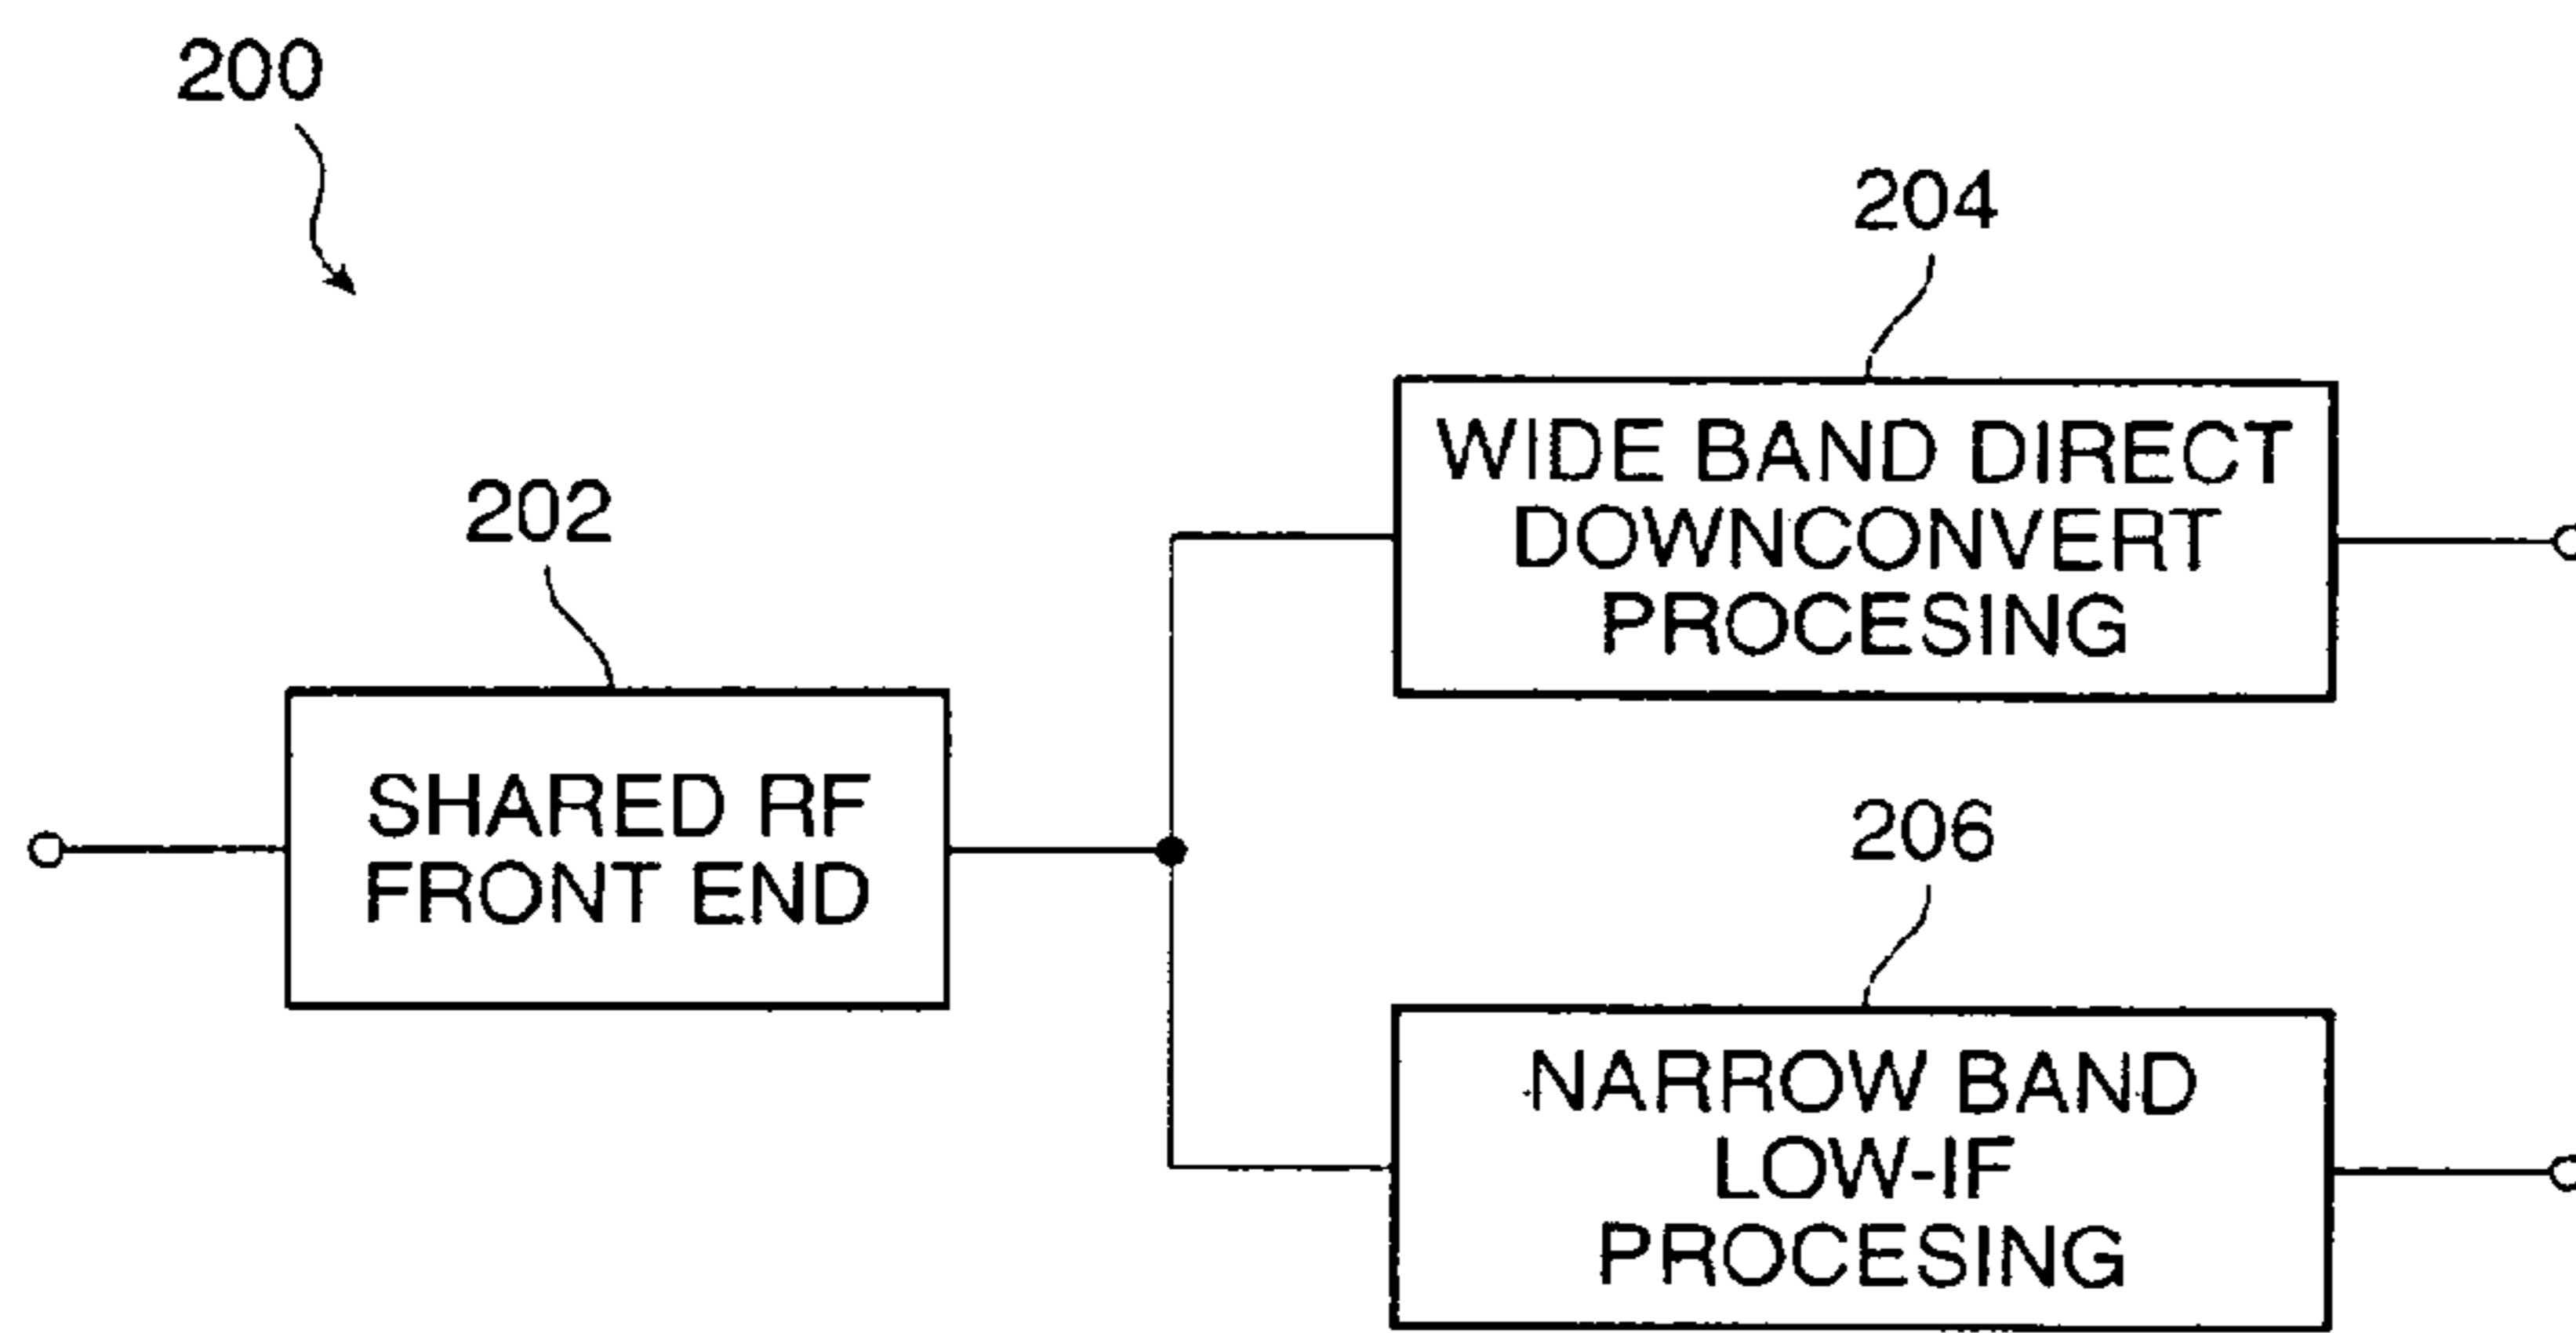 200
204
WIDE BAND DIRECT
DOWNCONVERT
PROCESING
202
SHARED RF
FRONT END
206
NARROW BAND
LOW-IF
PROCESING